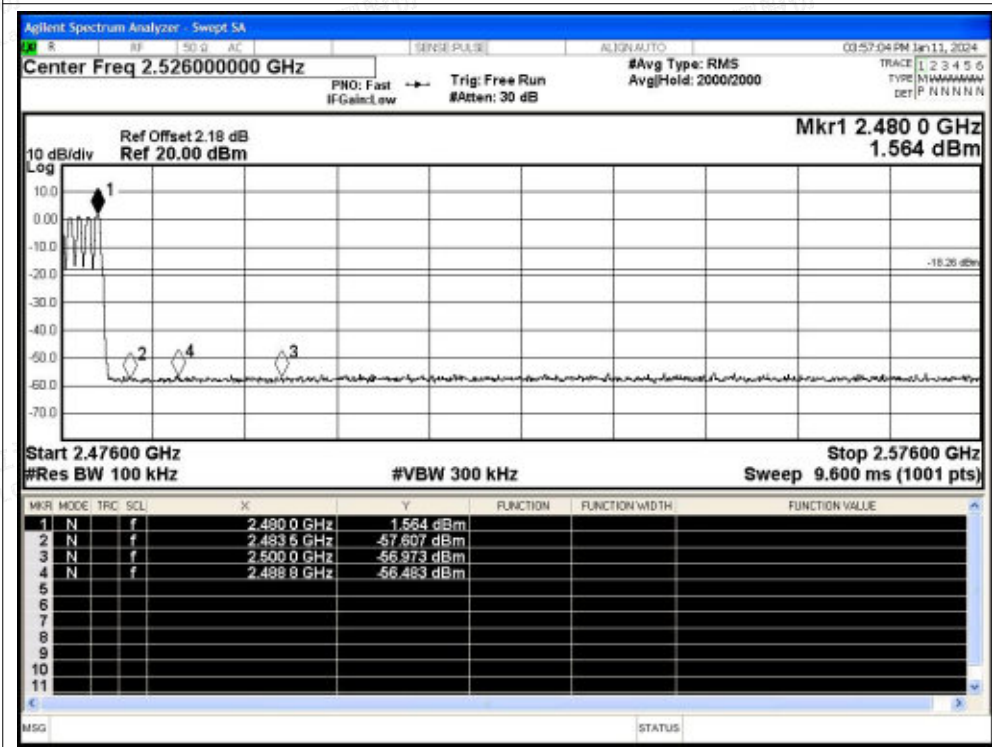 Agilent Spectrum Analyzer - Swept SA
R RF 50 Ω AC SENSE:PULSE ALIGN AUTO 03:57:04 PM Jan 11, 2024
Center Freq 2.526000000 GHz #Avg Type: RMS TRACE 1 2 3 4 5 6
PNO: Fast Trig: Free Run Avg|Hold: 2000/2000 TYPE M WWWWW
IFGain:Low #Atten: 30 dB DET P N N N N N
Mkr1 2.480 0 GHz
Ref Offset 2.18 dB
10 dB/div Ref 20.00 dBm 1.564 dBm
Log
10.0
1
0.00
-10.0
-18.26 dBm
-20.0
-30.0
-40.0
2 4 3
-50.0
-60.0
-70.0
Start 2.47600 GHz Stop 2.57600 GHz
#Res BW 100 kHz #VBW 300 kHz Sweep 9.600 ms (1001 pts)
MKR MODE TRC SCL X Y FUNCTION FUNCTION WIDTH FUNCTION VALUE
1 N f 2.480 0 GHz 1.564 dBm
2 N f 2.483 5 GHz -57.607 dBm
3 N f 2.500 0 GHz -56.973 dBm
4 N f 2.488 8 GHz -56.483 dBm
5
6
7
8
9
10
11
MSG STATUS